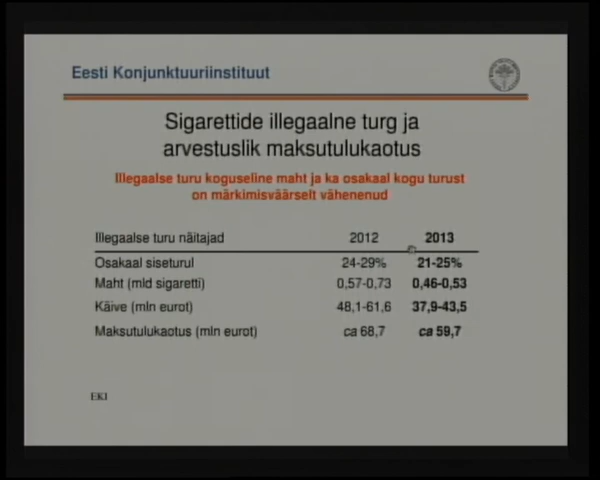 Eesti Konjunktuuriinstituut
Sigarettide illegaalne turg ja
arvestuslik maksutulukaotus
Illegaalse turu koguseline maht ja ka osakaal kogu turust
on märkimisväärselt vähenenud
Illegaalse turu näitajad 2012 2013
Osakaal siseturul 24-29% 21-25%
Maht (mld sigaretti) 0,57-0,73 0,46-0,53
Käive (mln eurot) 48,1-61,6 37,9-43,5
Maksutulukaotus (mln eurot) ca 68,7 ca 59,7
EKI